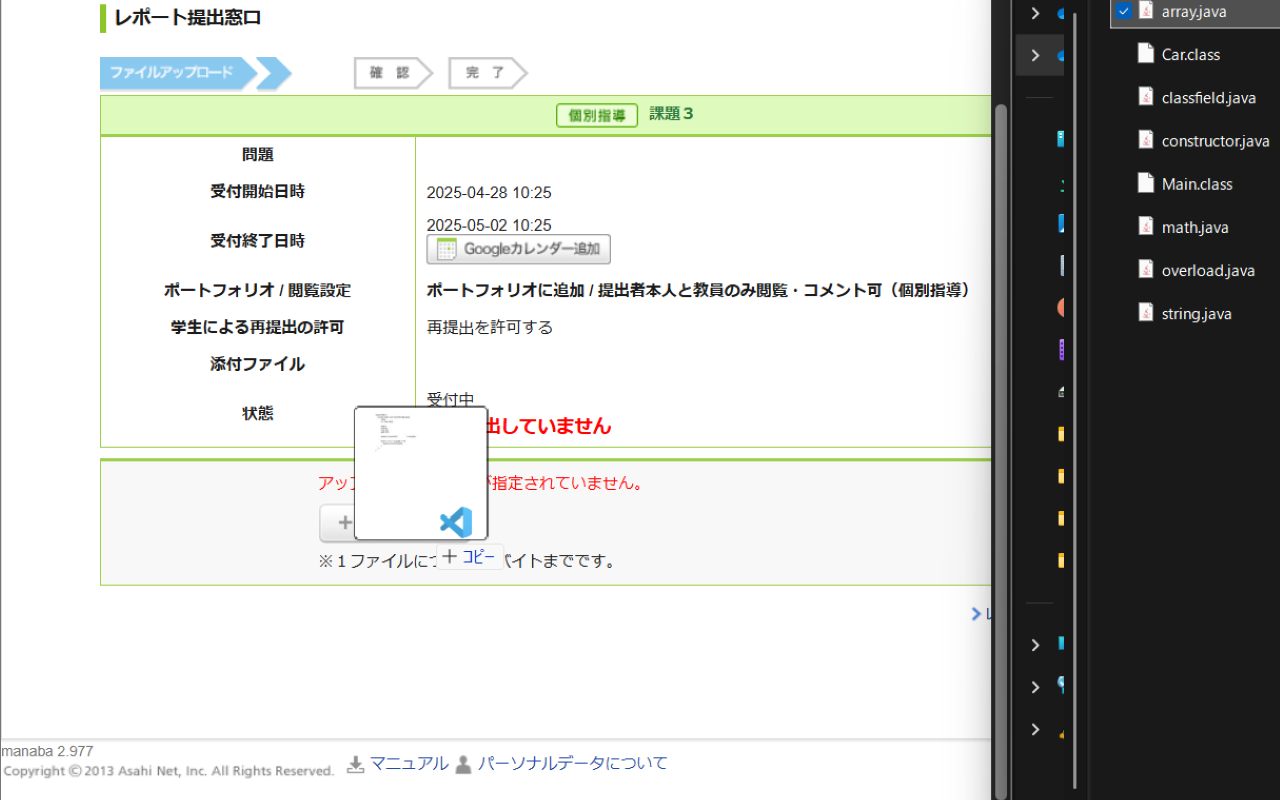 レポート提出窓口
ファイルアップロード
確 認
完 了
個別指導 課題３
問題
受付開始日時 2025-04-28 10:25
受付終了日時 2025-05-02 10:25
Googleカレンダー追加
ポートフォリオ / 閲覧設定 ポートフォリオに追加 / 提出者本人と教員のみ閲覧・コメント可（個別指導）
学生による再提出の許可 再提出を許可する
添付ファイル
状態 受付中
出していません
アップ が指定されていません。
+
※１ファイルにつ バイトまでです。
+ コピー
manaba 2.977
Copyright © 2013 Asahi Net, Inc. All Rights Reserved.
マニュアル
パーソナルデータについて
array.java
Car.class
classfield.java
constructor.java
Main.class
math.java
overload.java
string.java